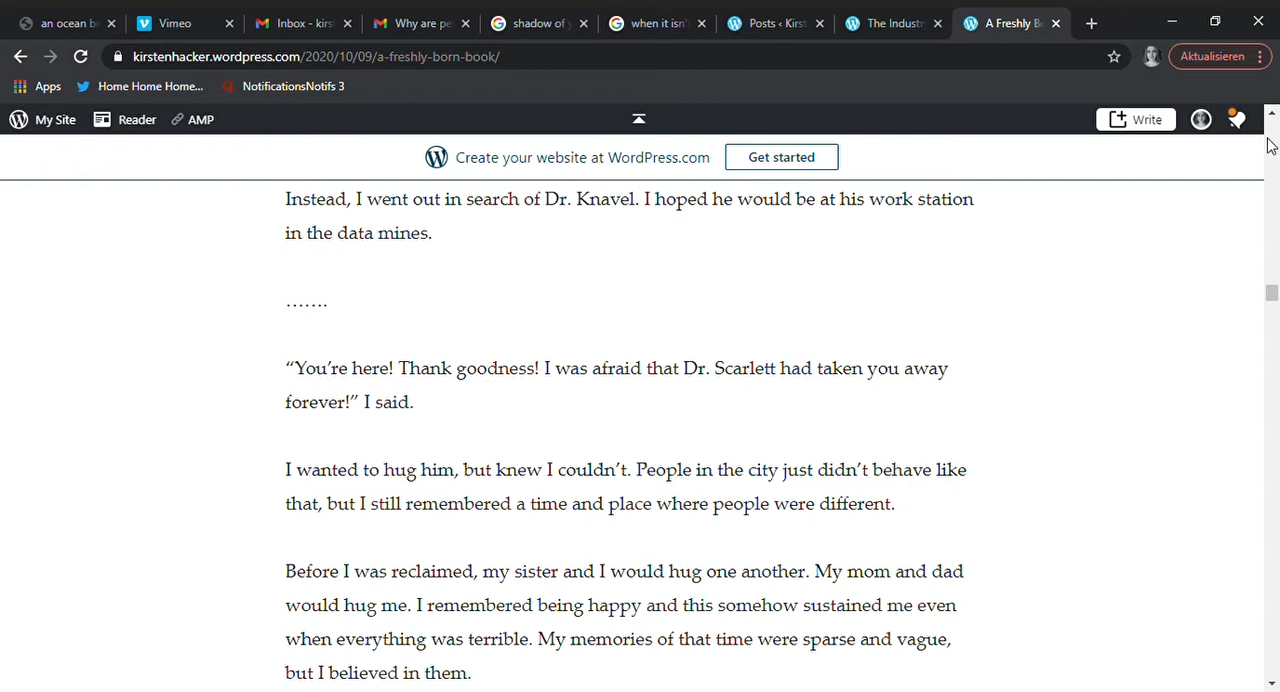 an ocean b
Vimeo
Inbox - kirst
Why are pe
shadow of
when it isn'
Posts ‹ Kirst
The Industr
A Freshly Bo
kirstenhacker.wordpress.com/2020/10/09/a-freshly-born-book/
Aktualisieren
Apps
Home Home Home...
NotificationsNotifs 3
My Site
Reader
AMP
Write
Create your website at WordPress.com
Get started
Instead, I went out in search of Dr. Knavel. I hoped he would be at his work station
in the data mines.
…….
“You’re here! Thank goodness! I was afraid that Dr. Scarlett had taken you away
forever!” I said.
I wanted to hug him, but knew I couldn’t. People in the city just didn’t behave like
that, but I still remembered a time and place where people were different.
Before I was reclaimed, my sister and I would hug one another. My mom and dad
would hug me. I remembered being happy and this somehow sustained me even
when everything was terrible. My memories of that time were sparse and vague,
but I believed in them.